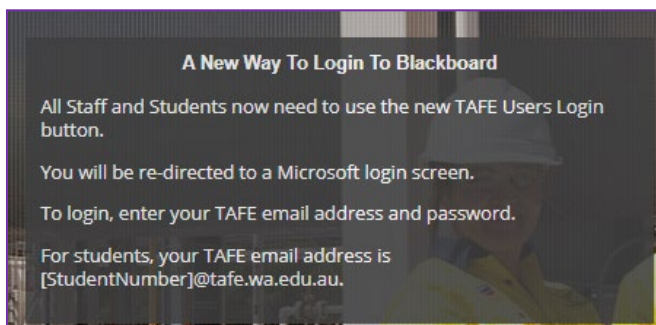 A New Way To Login To Blackboard
All Staff and Students now need to use the new TAFE Users Login
button.
You will be re-directed to a Microsoft login screen.
To login, enter your TAFE email address and password.
For students, your TAFE email address is
[StudentNumber]@tafe.wa.edu.au.